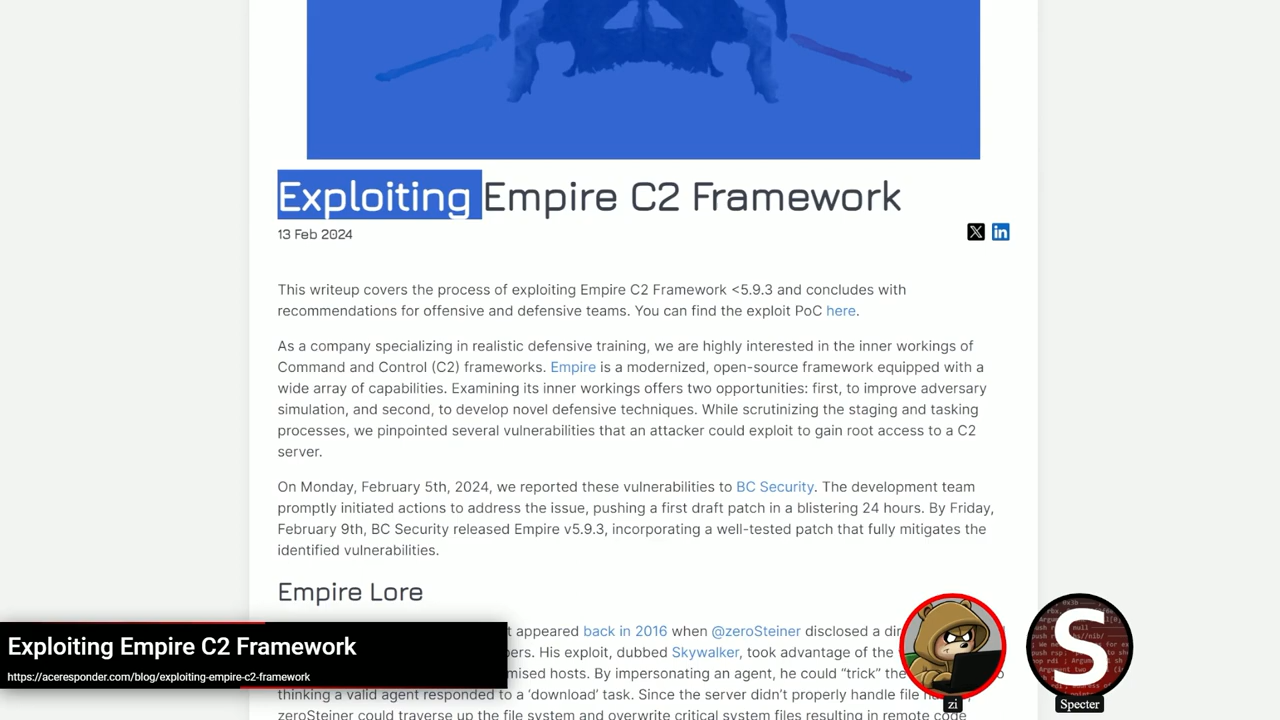 Exploiting Empire C2 Framework
13 Feb 2024
This writeup covers the process of exploiting Empire C2 Framework <5.9.3 and concludes with
recommendations for offensive and defensive teams. You can find the exploit PoC here.
As a company specializing in realistic defensive training, we are highly interested in the inner workings of
Command and Control (C2) frameworks. Empire is a modernized, open-source framework equipped with a
wide array of capabilities. Examining its inner workings offers two opportunities: first, to improve adversary
simulation, and second, to develop novel defensive techniques. While scrutinizing the staging and tasking
processes, we pinpointed several vulnerabilities that an attacker could exploit to gain root access to a C2
server.
On Monday, February 5th, 2024, we reported these vulnerabilities to BC Security. The development team
promptly initiated actions to address the issue, pushing a first draft patch in a blistering 24 hours. By Friday,
February 9th, BC Security released Empire v5.9.3, incorporating a well-tested patch that fully mitigates the
identified vulnerabilities.
Empire Lore
appeared back in 2016 when @zeroSteiner disclosed a
His exploit, dubbed Skywalker, took advantage of the
hosts. By impersonating an agent, he could “trick” the
thinking a valid agent responded to a ‘download’ task. Since the server didn’t properly handle file
zeroSteiner could traverse up the file system and overwrite critical system files resulting in remote code
Exploiting Empire C2 Framework
https://aceresponder.com/blog/exploiting-empire-c2-framework
zi
S
Specter